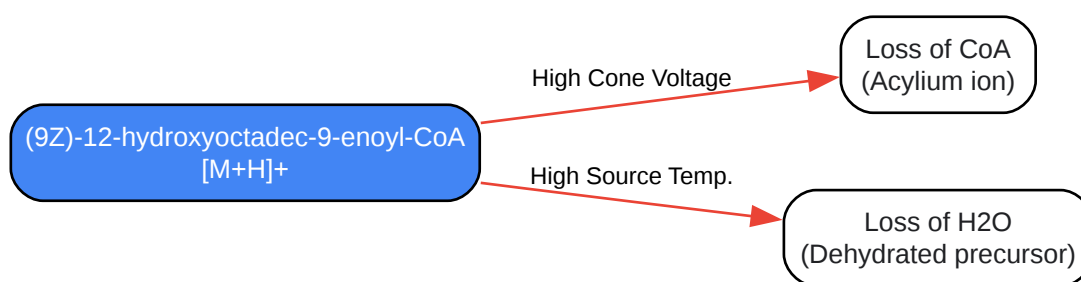 (9Z)-12-hydroxyoctadec-9-enoyl-CoA
[M+H]+
High Cone Voltage
Loss of CoA
(Acylium ion)
High Source Temp.
Loss of H2O
(Dehydrated precursor)